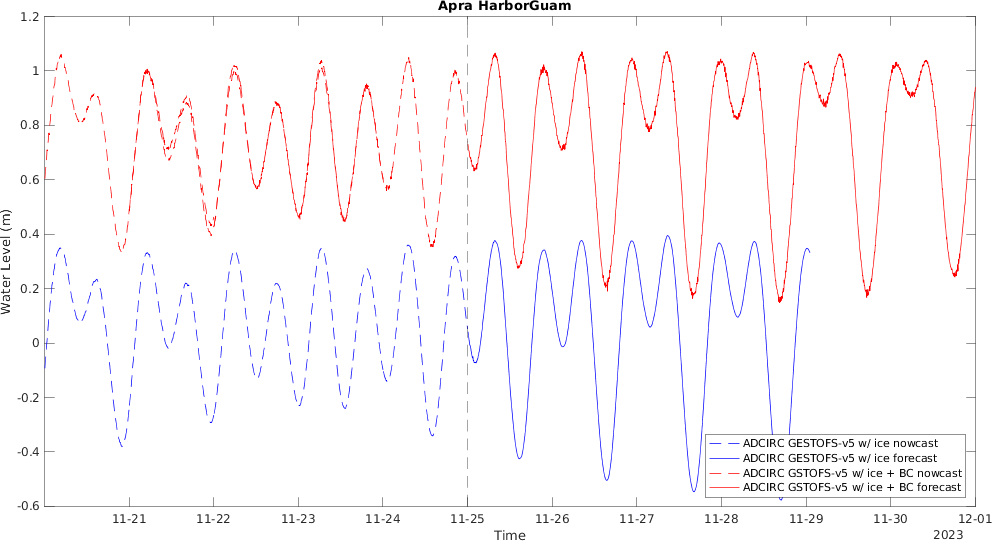 Apra HarborGuam
1.2
1
0.8
0.6
0.4
0.2
0
-0.2
-0.4
-0.6
Water Level (m)
ADCIRC GESTOFS-v5 w/ ice nowcast
ADCIRC GESTOFS-v5 w/ ice forecast
ADCIRC GSTOFS-v5 w/ ice + BC nowcast
ADCIRC GSTOFS-v5 w/ ice + BC forecast
11-21 11-22 11-23 11-24 11-25 11-26 11-27 11-28 11-29 11-30 12-01
Time
2023